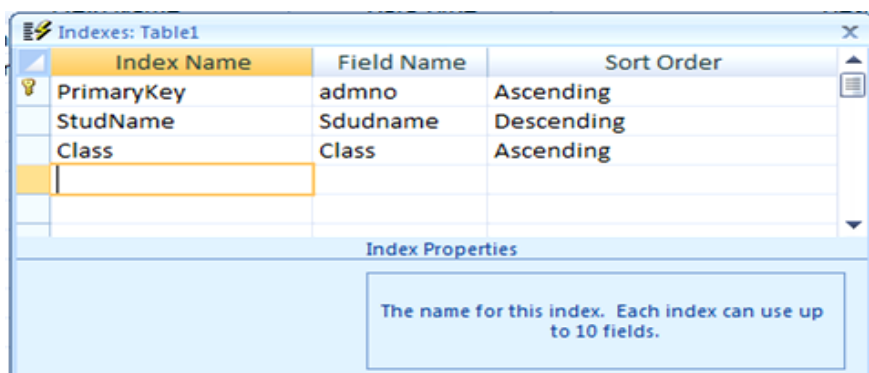 Indexes: Table1
Index Name Field Name Sort Order
PrimaryKey admno Ascending
StudName Sdudname Descending
Class Class Ascending
Index Properties
The name for this index. Each index can use up
to 10 fields.